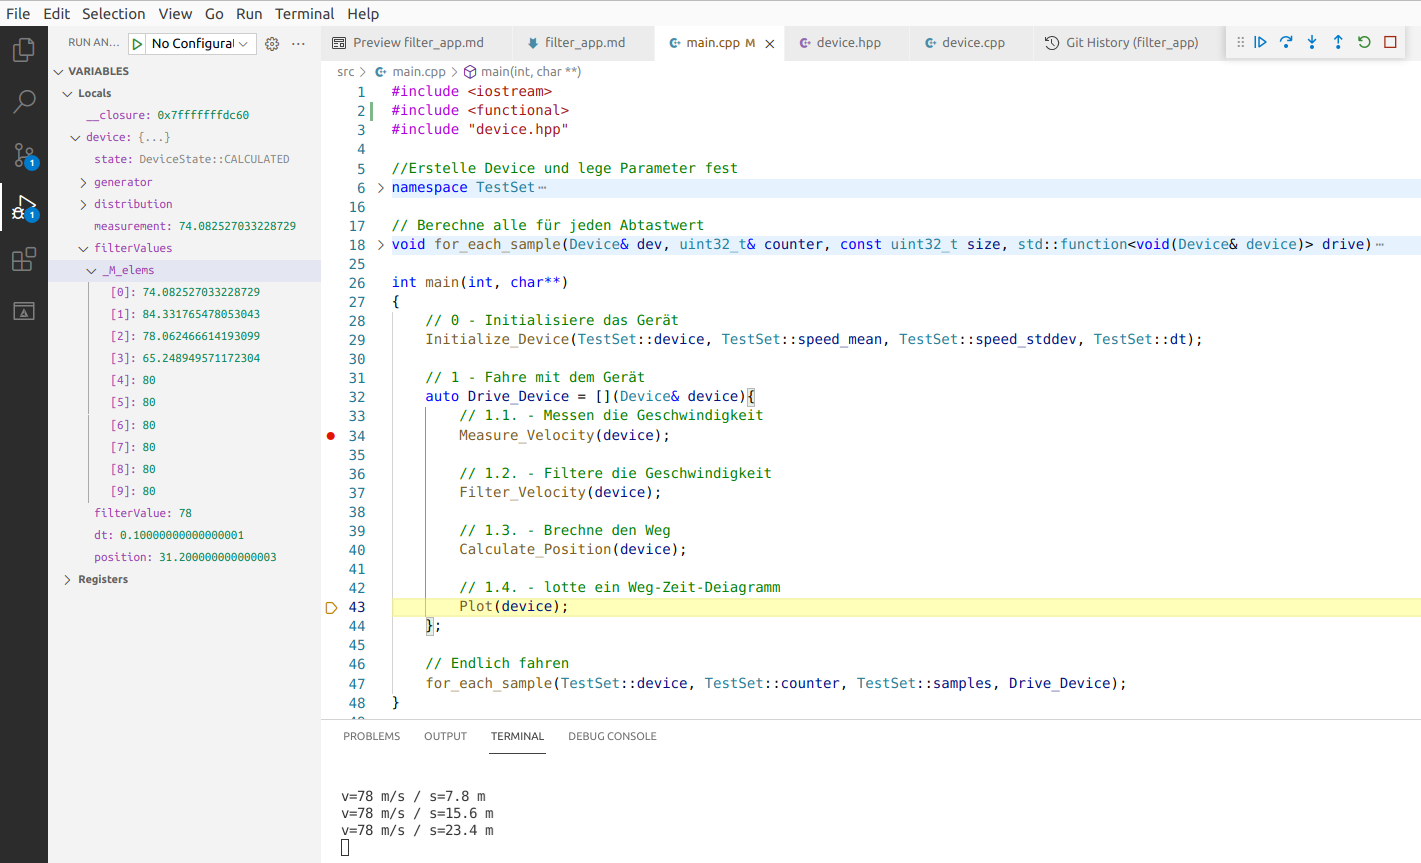 File Edit Selection View Go Run Terminal Help
RUN AN... No Configurat
VARIABLES
Locals
__closure: 0x7fffffffdc60
device: {...}
state: DeviceState::CALCULATED
generator
distribution
measurement: 74.082527033228729
filterValues
_M_elems
[0]: 74.082527033228729
[1]: 84.331765478053043
[2]: 78.062466614193099
[3]: 65.248949571172304
[4]: 80
[5]: 80
[6]: 80
[7]: 80
[8]: 80
[9]: 80
filterValue: 78
dt: 0.10000000000000001
position: 31.200000000000003
Registers
1
1
Preview filter_app.md filter_app.md main.cpp M device.hpp device.cpp Git History (filter_app)
src > main.cpp > main(int, char **)
1 #include <iostream>
2 #include <functional>
3 #include "device.hpp"
4
5 //Erstelle Device und lege Parameter fest
6 namespace TestSet⋯
16
17 // Berechne alle für jeden Abtastwert
18 void for_each_sample(Device& dev, uint32_t& counter, const uint32_t size, std::function<void(Device& device)> drive)⋯
25
26 int main(int, char**)
27 {
28 // 0 - Initialisiere das Gerät
29 Initialize_Device(TestSet::device, TestSet::speed_mean, TestSet::speed_stddev, TestSet::dt);
30
31 // 1 - Fahre mit dem Gerät
32 auto Drive_Device = [](Device& device){
33 // 1.1. - Messen die Geschwindigkeit
34 Measure_Velocity(device);
35
36 // 1.2. - Filtere die Geschwindigkeit
37 Filter_Velocity(device);
38
39 // 1.3. - Brechne den Weg
40 Calculate_Position(device);
41
42 // 1.4. - lotte ein Weg-Zeit-Deiagramm
43 Plot(device);
44 };
45
46 // Endlich fahren
47 for_each_sample(TestSet::device, TestSet::counter, TestSet::samples, Drive_Device);
48 }
PROBLEMS OUTPUT TERMINAL DEBUG CONSOLE
v=78 m/s / s=7.8 m
v=78 m/s / s=15.6 m
v=78 m/s / s=23.4 m